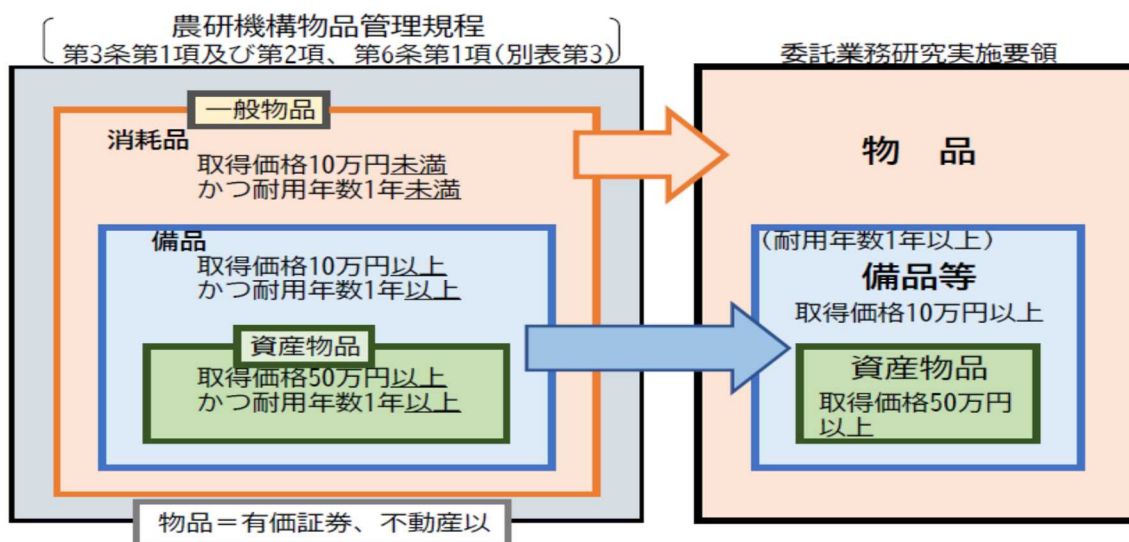 農研機構物品管理規程
第3条第1項及び第2項、第6条第1項(別表第3)
一般物品
消耗品
取得価格10万円未満
かつ耐用年数1年未満
備品
取得価格10万円以上
かつ耐用年数1年以上
資産物品
取得価格50万円以上
かつ耐用年数1年以上
物品＝有価証券、不動産以
委託業務研究実施要領
物　品
(耐用年数1年以上)
備品等
取得価格10万円以上
資産物品
取得価格50万円
以上